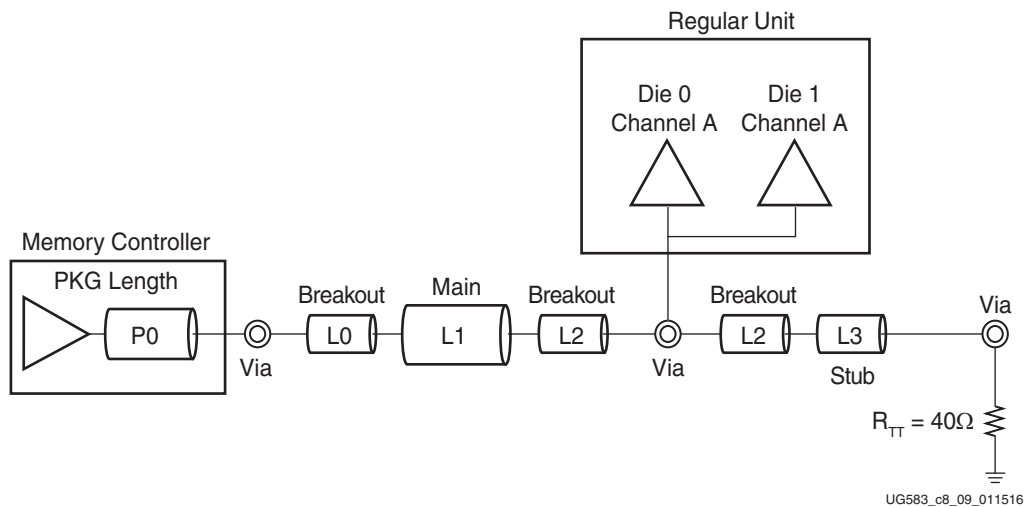 Regular Unit
Die 0
Channel A
Die 1
Channel A
Memory Controller
PKG Length
P0
Via
Breakout
L0
Main
L1
Breakout
L2
Via
Breakout
L2
L3
Stub
Via
RTT = 40Ω
UG583_c8_09_011516